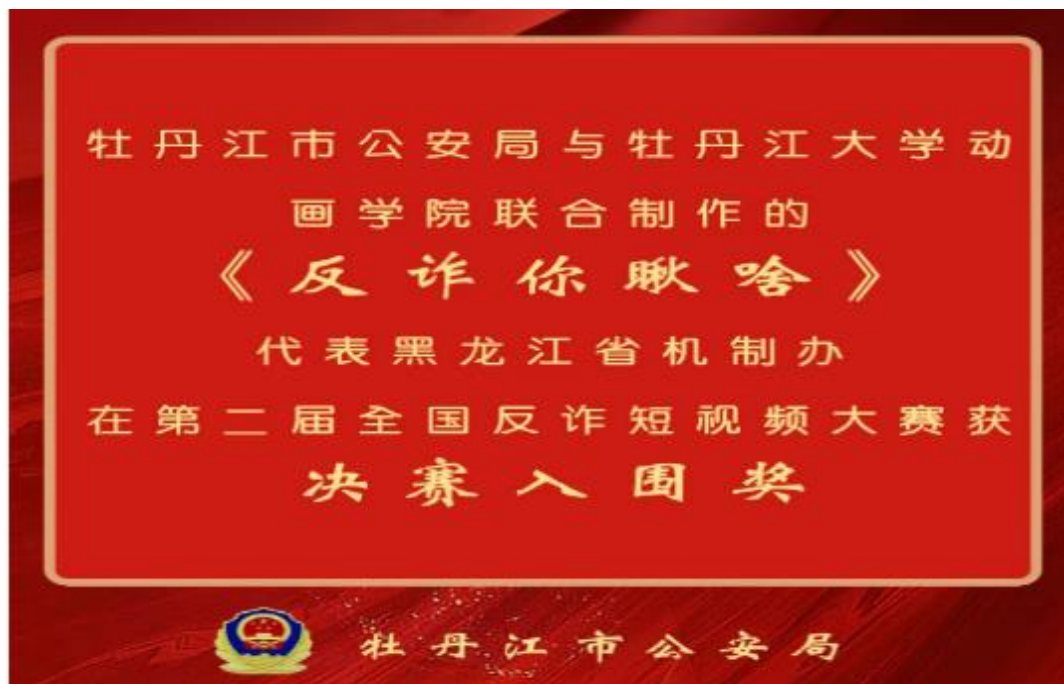 牡丹江市公安局与牡丹江大学动
画学院联合制作的
《反诈你瞅啥》
代表黑龙江省机制办
在第二届全国反诈短视频大赛获
决赛入围奖
牡丹江市公安局